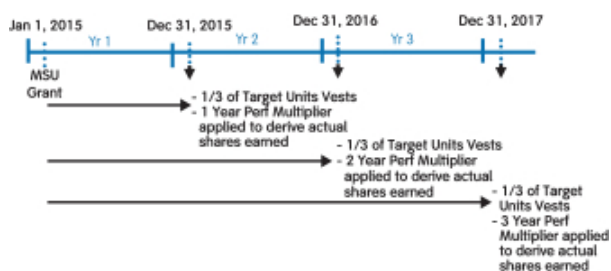 Jan 1, 2015 Dec 31, 2015 Dec 31, 2016 Dec 31, 2017
Yr 1 Yr 2 Yr 3
MSU
Grant
- 1/3 of Target Units Vests
- 1 Year Perf Multiplier
applied to derive actual
shares earned
- 1/3 of Target Units Vests
- 2 Year Perf Multiplier
applied to derive actual
shares earned
- 1/3 of Target
Units Vests
- 3 Year Perf
Multiplier applied
to derive actual
shares earned